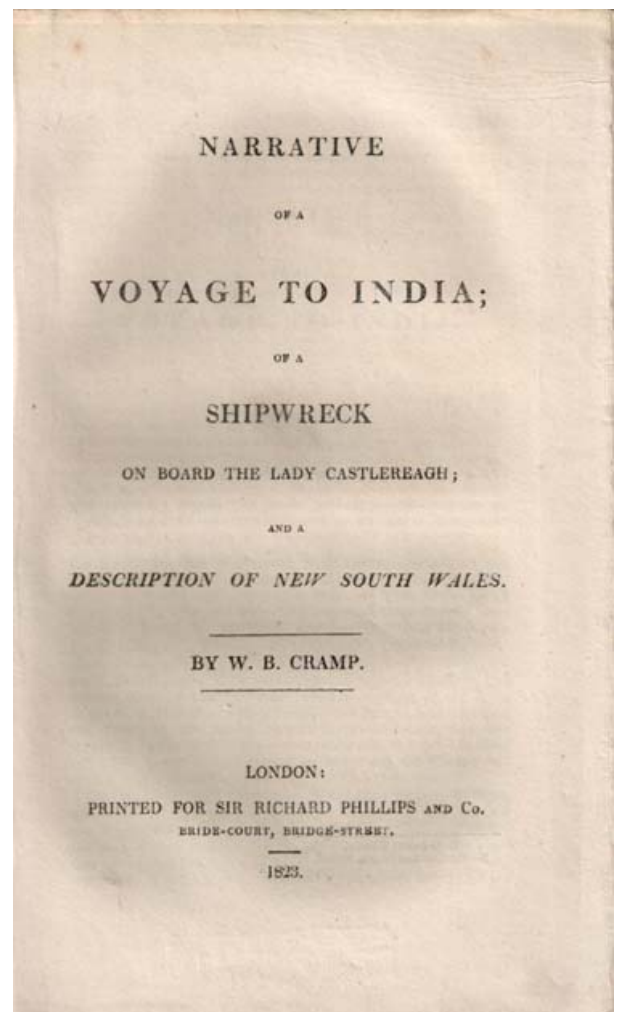 NARRATIVE
OF A
VOYAGE TO INDIA;
OF A
SHIPWRECK
ON BOARD THE LADY CASTLEREAGH;
AND A
DESCRIPTION OF NEW SOUTH WALES.
BY W. B. CRAMP.
LONDON:
PRINTED FOR SIR RICHARD PHILLIPS AND Co.
BRIDE-COURT, BRIDGE-STREET.
1823.